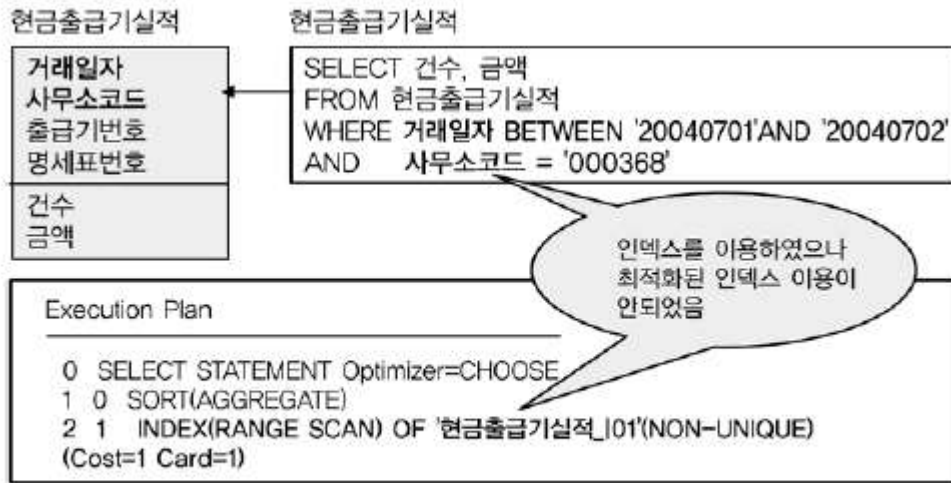 현금출급기실적
거래일자
사무소코드
출급기번호
명세표번호
건수
금액
현금출급기실적
SELECT 건수, 금액
FROM 현금출급기실적
WHERE 거래일자 BETWEEN '20040701'AND '20040702'
AND 사무소코드 = '000368'
인덱스를 이용하였으나
최적화된 인덱스 이용이
안되었음
Execution Plan
0 SELECT STATEMENT Optimizer=CHOOSE
1 0 SORT(AGGREGATE)
2 1 INDEX(RANGE SCAN) OF '현금출급기실적_I01'(NON-UNIQUE)
(Cost=1 Card=1)